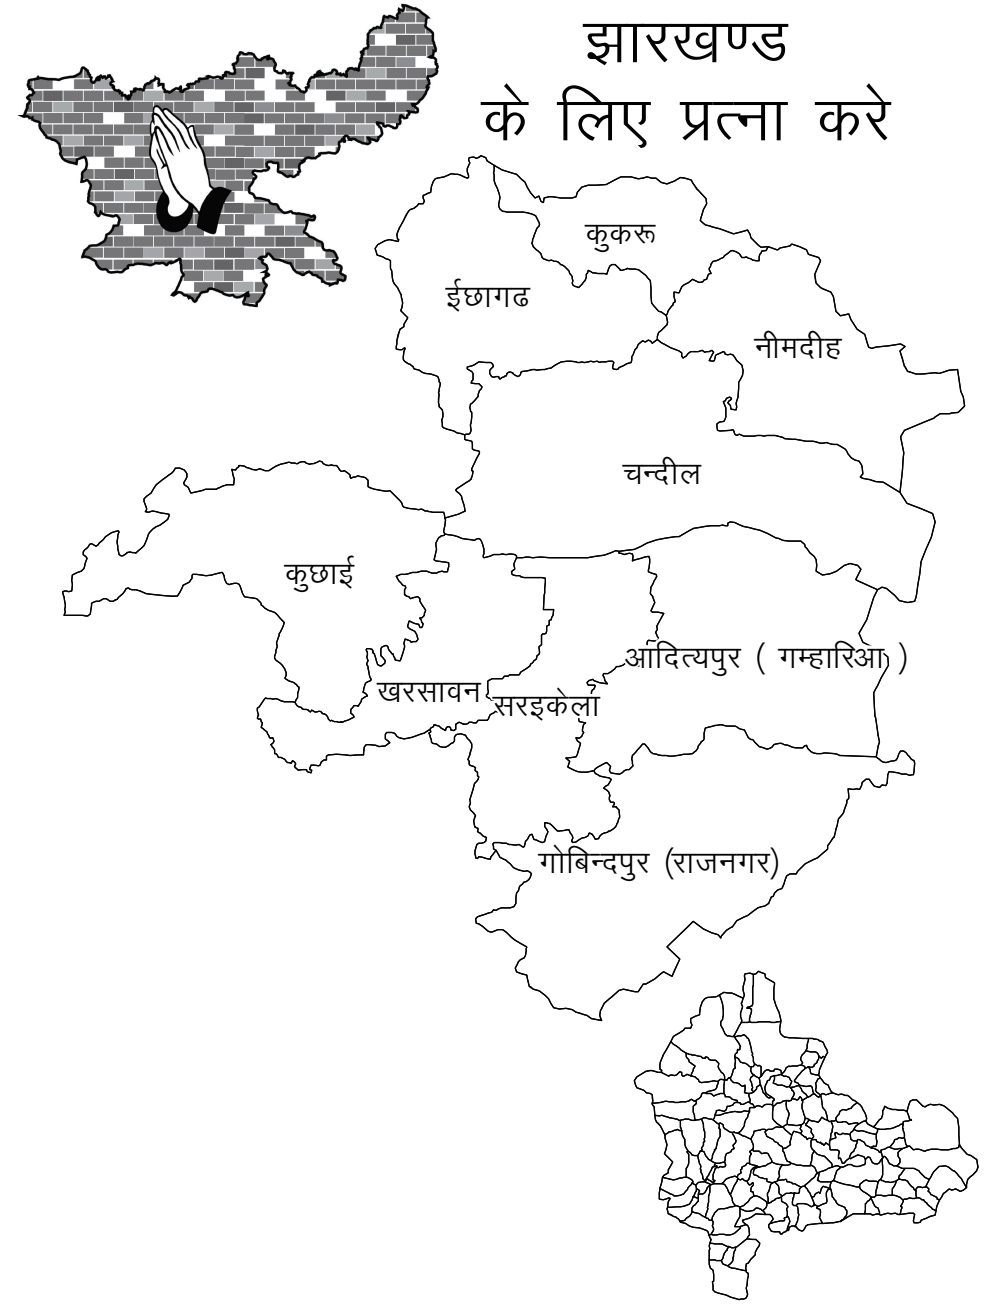 झारखण्ड
के लिए प्रत्ना करे
कुकरू
ईछागढ
नीमदीह
चन्दील
कुछाई
आदित्यपुर ( गम्हारिआ )
खरसावन
सरइकेला
गोबिन्दपुर (राजनगर)